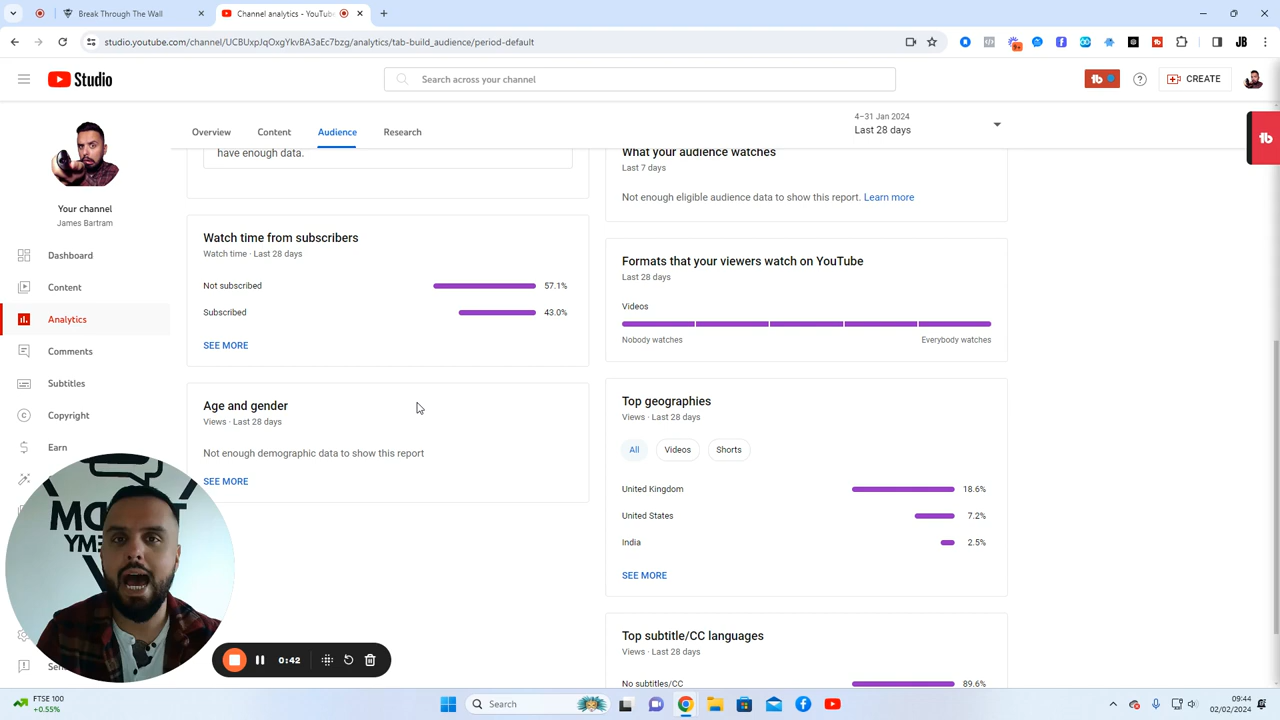 Break Through The Wall
Channel analytics - YouTube
studio.youtube.com/channel/UCBUxpJqOxgYkvBA3aEc7bzg/analytics/tab-build_audience/period-default
JB
Studio
Search across your channel
tb
CREATE
Overview
Content
Audience
Research
4–31 Jan 2024
Last 28 days
tb
Your channel
James Bartram
Dashboard
Content
Analytics
Comments
Subtitles
Copyright
Earn
have enough data.
Watch time from subscribers
Watch time · Last 28 days
Not subscribed 57.1%
Subscribed 43.0%
SEE MORE
Age and gender
Views · Last 28 days
Not enough demographic data to show this report
SEE MORE
What your audience watches
Last 7 days
Not enough eligible audience data to show this report. Learn more
Formats that your viewers watch on YouTube
Last 28 days
Videos
Nobody watches Everybody watches
Top geographies
Views · Last 28 days
All Videos Shorts
United Kingdom 18.6%
United States 7.2%
India 2.5%
SEE MORE
Top subtitle/CC languages
Views · Last 28 days
No subtitles/CC 89.6%
0:42
FTSE 100
+0.55%
Search
09:44
02/02/2024